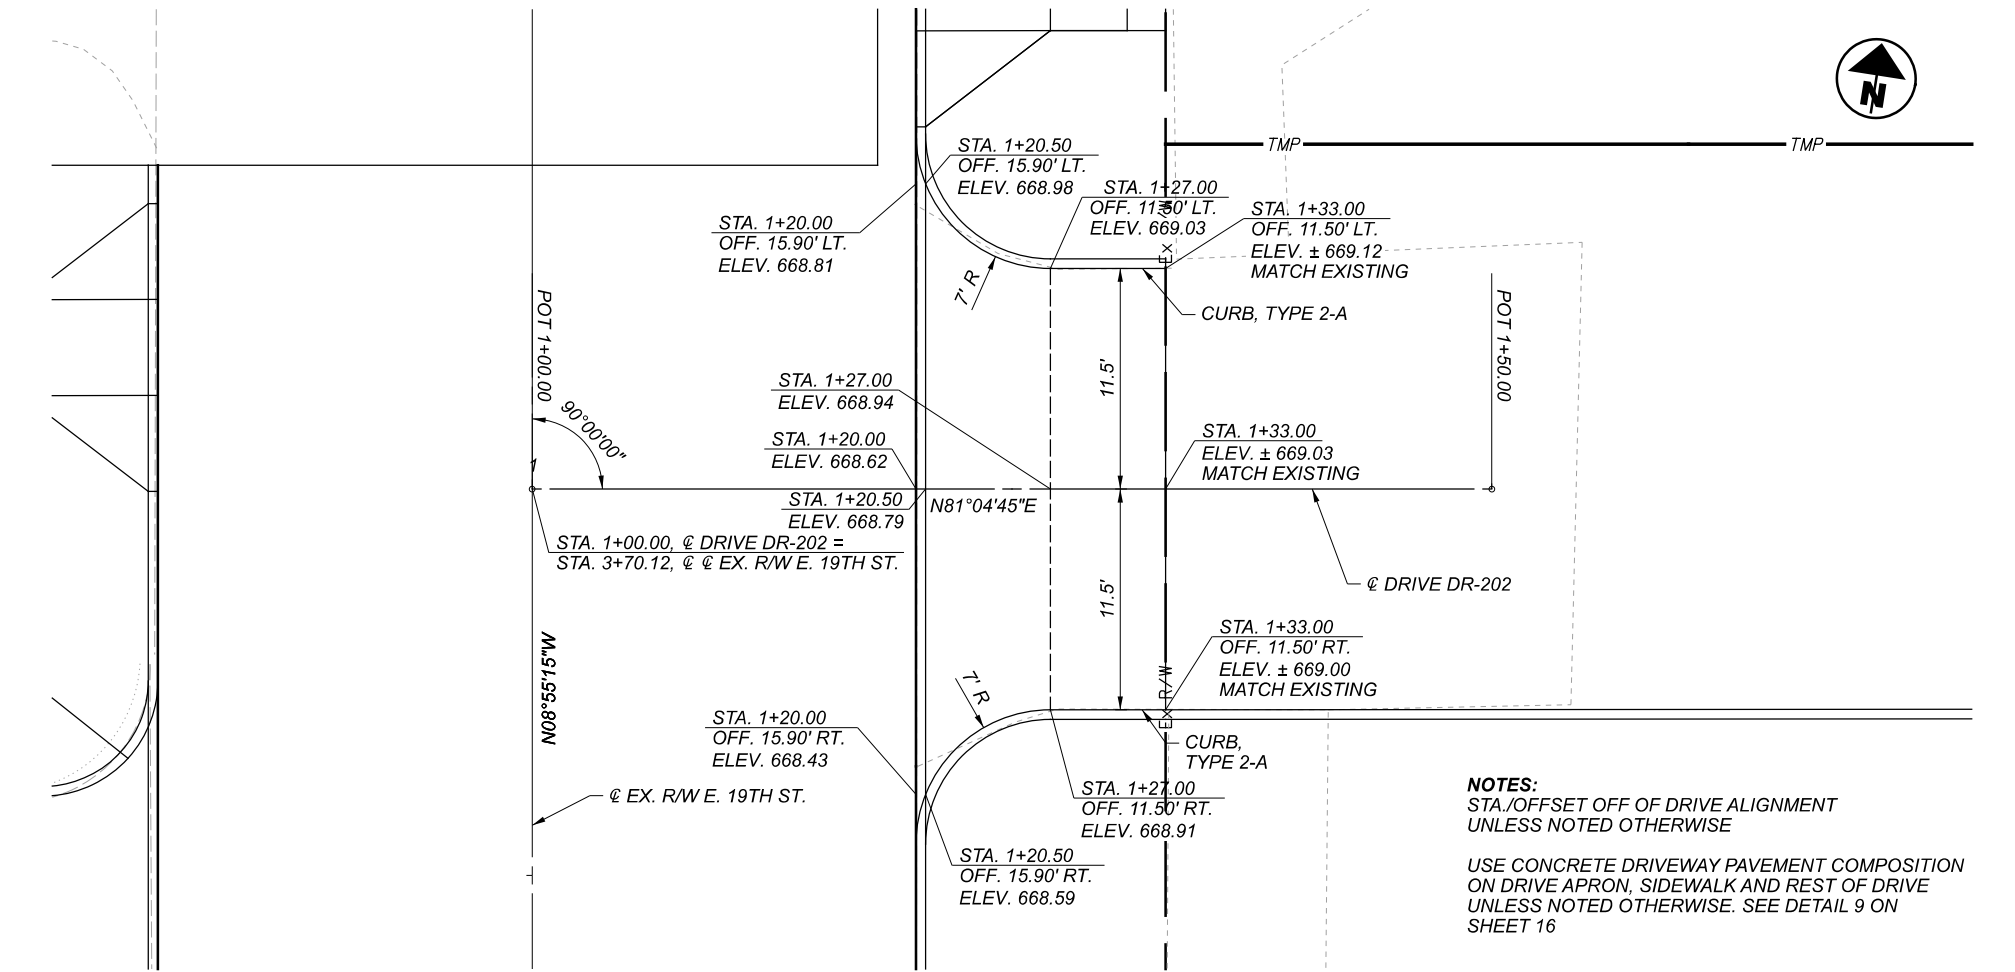 N
TMP
TMP
STA. 1+20.50
OFF. 15.90' LT.
ELEV. 668.98
STA. 1+27.00
OFF. 11.50' LT.
ELEV. 669.03
STA. 1+33.00
OFF. 11.50' LT.
ELEV. ± 669.12
MATCH EXISTING
STA. 1+20.00
OFF. 15.90' LT.
ELEV. 668.81
R/W
EX
7' R
CURB, TYPE 2-A
POT 1+00.00
POT 1+50.00
11.5'
STA. 1+27.00
ELEV. 668.94
90°00'00"
STA. 1+20.00
ELEV. 668.62
STA. 1+33.00
ELEV. ± 669.03
MATCH EXISTING
1
STA. 1+20.50
ELEV. 668.79
N81°04'45"E
STA. 1+00.00, ℄ DRIVE DR-202 =
STA. 3+70.12, ℄ ℄ EX. R/W E. 19TH ST.
11.5'
℄ DRIVE DR-202
N08°55'15"W
STA. 1+33.00
OFF. 11.50' RT.
ELEV. ± 669.00
MATCH EXISTING
7' R
EX R/W
STA. 1+20.00
OFF. 15.90' RT.
ELEV. 668.43
CURB,
TYPE 2-A
℄ EX. R/W E. 19TH ST.
STA. 1+27.00
OFF. 11.50' RT.
ELEV. 668.91
STA. 1+20.50
OFF. 15.90' RT.
ELEV. 668.59
NOTES:
STA./OFFSET OFF OF DRIVE ALIGNMENT
UNLESS NOTED OTHERWISE
USE CONCRETE DRIVEWAY PAVEMENT COMPOSITION
ON DRIVE APRON, SIDEWALK AND REST OF DRIVE
UNLESS NOTED OTHERWISE. SEE DETAIL 9 ON
SHEET 16